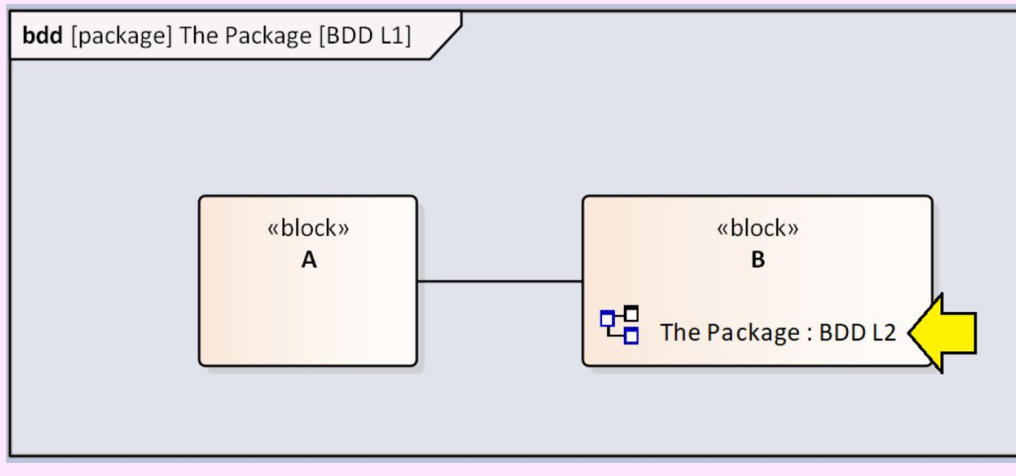 bdd [package] The Package [BDD L1]
«block»
A
«block»
B
The Package : BDD L2